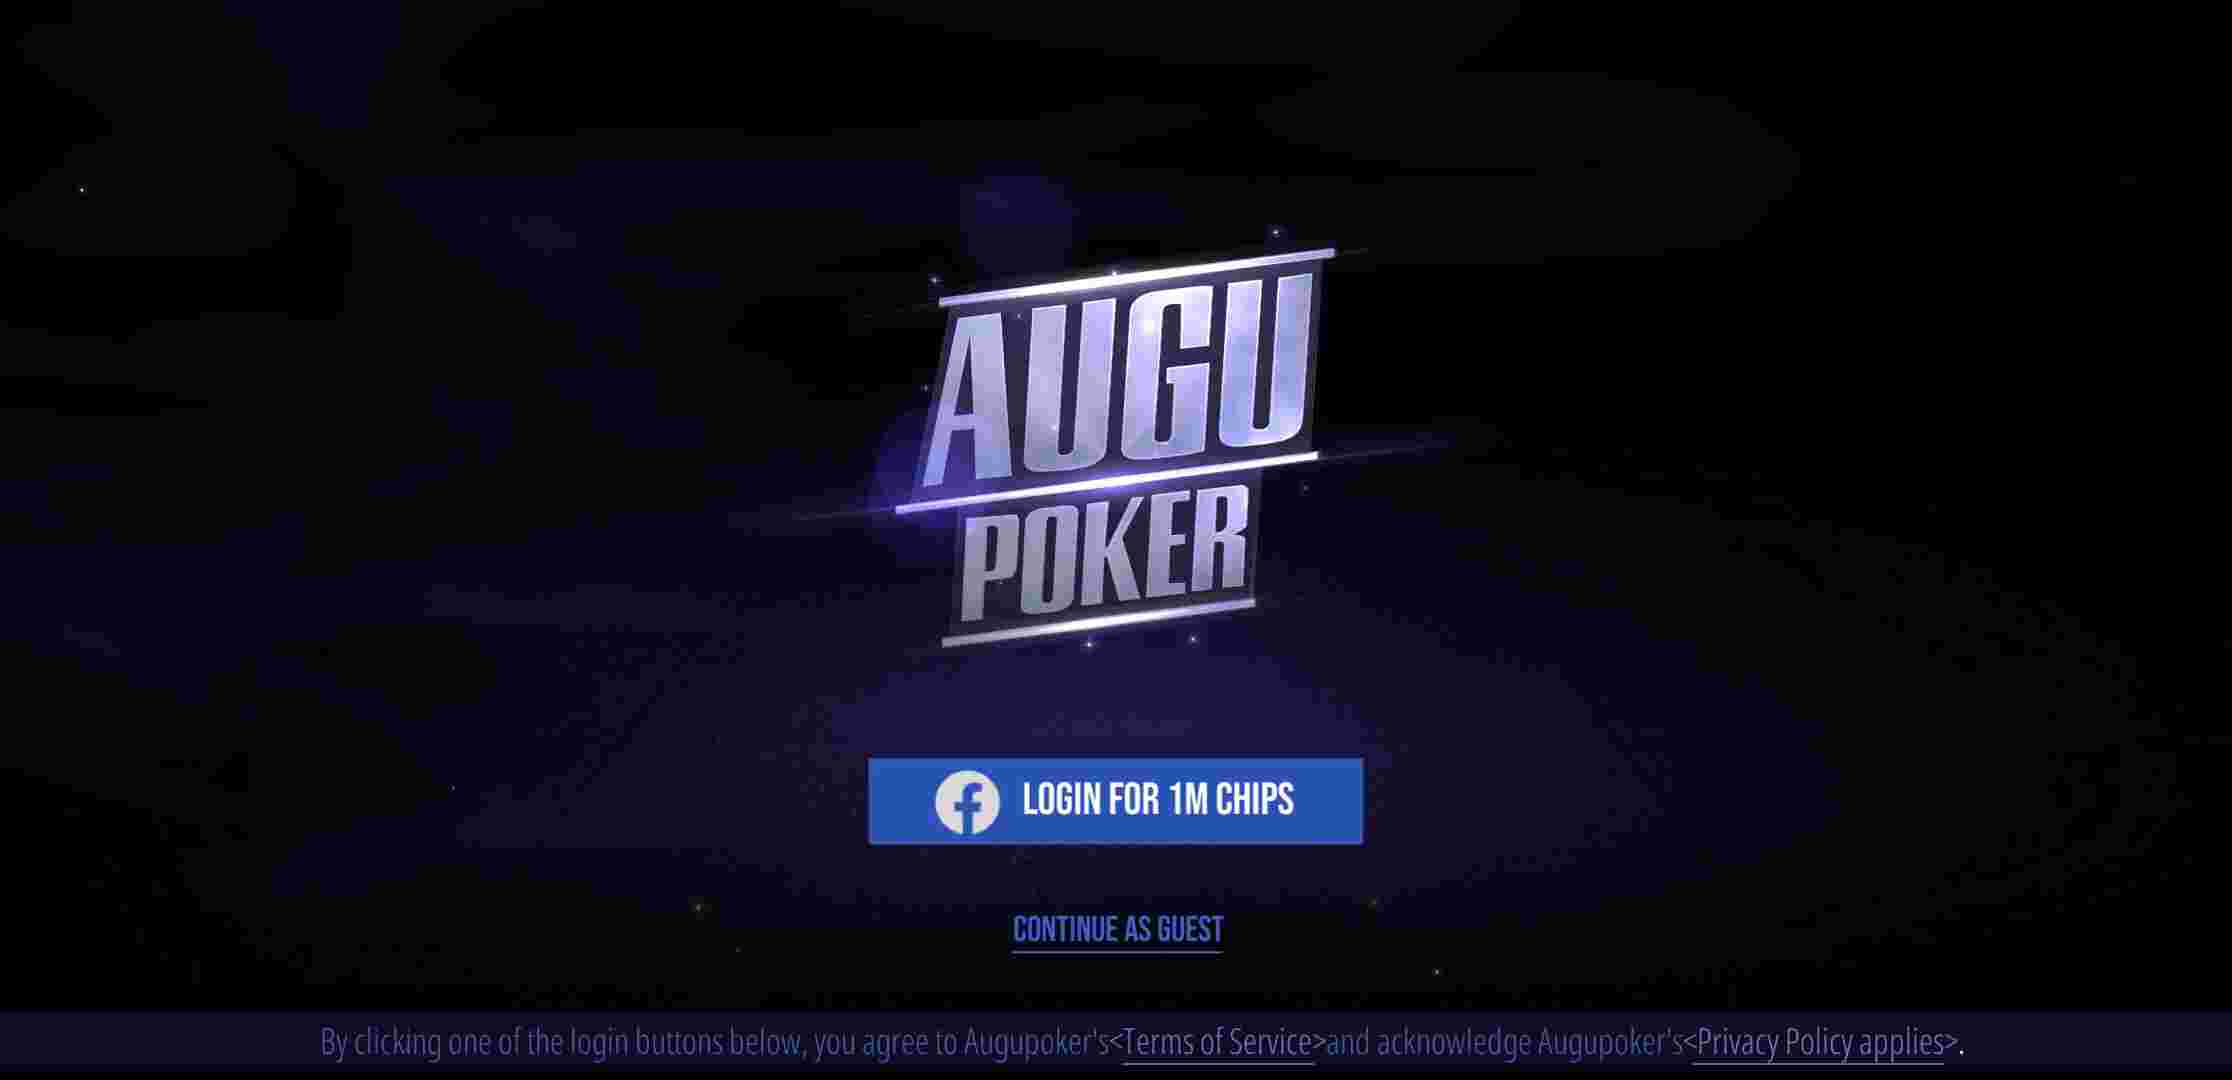 AUGU
POKER
LOGIN FOR 1M CHIPS
CONTINUE AS GUEST
By clicking one of the login buttons below, you agree to Augupoker's<Terms of Service>and acknowledge Augupoker's<Privacy Policy applies>.